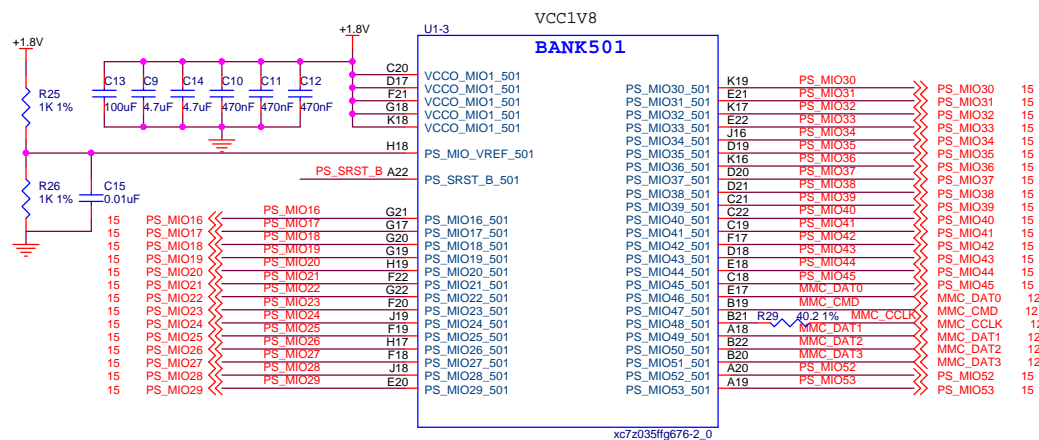 VCC1V8
U1-3
BANK501
+1.8V
+1.8V
R25
1K 1%
C13
100uF
C9
4.7uF
C14
4.7uF
C10
470nF
C11
470nF
C12
470nF
C20 VCCO_MIO1_501
D17 VCCO_MIO1_501
F21 VCCO_MIO1_501
G18 VCCO_MIO1_501
K18 VCCO_MIO1_501
H18 PS_MIO_VREF_501
PS_SRST_B A22 PS_SRST_B_501
R26
1K 1%
C15
0.01uF
15 PS_MIO16 PS_MIO16 G21 PS_MIO16_501
15 PS_MIO17 PS_MIO17 G17 PS_MIO17_501
15 PS_MIO18 PS_MIO18 G20 PS_MIO18_501
15 PS_MIO19 PS_MIO19 G19 PS_MIO19_501
15 PS_MIO20 PS_MIO20 H19 PS_MIO20_501
15 PS_MIO21 PS_MIO21 F22 PS_MIO21_501
15 PS_MIO22 PS_MIO22 G22 PS_MIO22_501
15 PS_MIO23 PS_MIO23 F20 PS_MIO23_501
15 PS_MIO24 PS_MIO24 J19 PS_MIO24_501
15 PS_MIO25 PS_MIO25 F19 PS_MIO25_501
15 PS_MIO26 PS_MIO26 H17 PS_MIO26_501
15 PS_MIO27 PS_MIO27 F18 PS_MIO27_501
15 PS_MIO28 PS_MIO28 J18 PS_MIO28_501
15 PS_MIO29 PS_MIO29 E20 PS_MIO29_501
PS_MIO30_501 K19 PS_MIO30 PS_MIO30 15
PS_MIO31_501 E21 PS_MIO31 PS_MIO31 15
PS_MIO32_501 K17 PS_MIO32 PS_MIO32 15
PS_MIO33_501 E22 PS_MIO33 PS_MIO33 15
PS_MIO34_501 J16 PS_MIO34 PS_MIO34 15
PS_MIO35_501 D19 PS_MIO35 PS_MIO35 15
PS_MIO36_501 K16 PS_MIO36 PS_MIO36 15
PS_MIO37_501 D20 PS_MIO37 PS_MIO37 15
PS_MIO38_501 D21 PS_MIO38 PS_MIO38 15
PS_MIO39_501 C21 PS_MIO39 PS_MIO39 15
PS_MIO40_501 C22 PS_MIO40 PS_MIO40 15
PS_MIO41_501 C19 PS_MIO41 PS_MIO41 15
PS_MIO42_501 F17 PS_MIO42 PS_MIO42 15
PS_MIO43_501 D18 PS_MIO43 PS_MIO43 15
PS_MIO44_501 E18 PS_MIO44 PS_MIO44 15
PS_MIO45_501 C18 PS_MIO45 PS_MIO45 15
PS_MIO46_501 E17 MMC_DAT0 MMC_DAT0 12
PS_MIO47_501 B19 MMC_CMD MMC_CMD 12
PS_MIO48_501 B21 R29 40.2 1% MMC_CCLK MMC_CCLK 12
PS_MIO49_501 A18 MMC_DAT1 MMC_DAT1 12
PS_MIO50_501 B22 MMC_DAT2 MMC_DAT2 12
PS_MIO51_501 B20 MMC_DAT3 MMC_DAT3 12
PS_MIO52_501 A20 PS_MIO52 PS_MIO52 15
PS_MIO53_501 A19 PS_MIO53 PS_MIO53 15
xc7z035ffg676-2_0